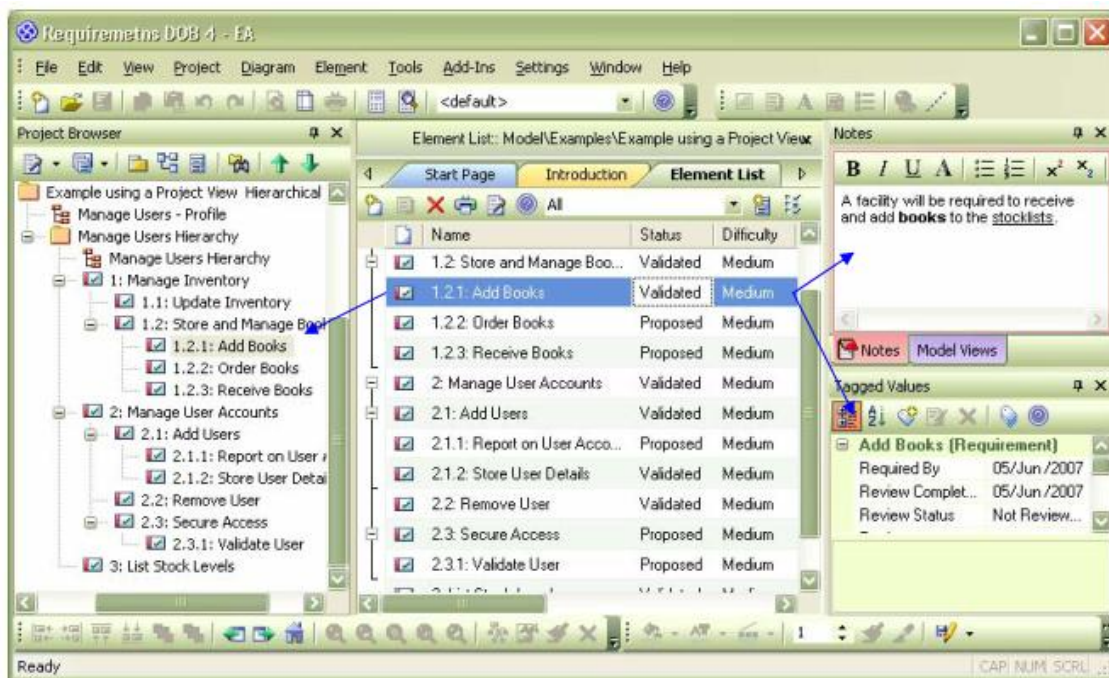 Requiremetns DOB 4 - EA
File Edit View Project Diagram Element Tools Add-Ins Settings Window Help
<default>
Project Browser
Example using a Project View Hierarchical
Manage Users - Profile
Manage Users Hierarchy
Manage Users Hierarchy
1: Manage Inventory
1.1: Update Inventory
1.2: Store and Manage Bool
1.2.1: Add Books
1.2.2: Order Books
1.2.3: Receive Books
2: Manage User Accounts
2.1: Add Users
2.1.1: Report on User
2.1.2: Store User Detai
2.2: Remove User
2.3: Secure Access
2.3.1: Validate User
3: List Stock Levels
Element List:: Model\Examples\Example using a Project View
Start Page Introduction Element List
All
Name Status Difficulty
1.2: Store and Manage Boo... Validated Medium
1.2.1: Add Books Validated Medium
1.2.2: Order Books Proposed Medium
1.2.3: Receive Books Proposed Medium
2: Manage User Accounts Validated Medium
2.1: Add Users Validated Medium
2.1.1: Report on User Acco... Proposed Medium
2.1.2: Store User Details Proposed Medium
2.2: Remove User Validated Medium
2.3: Secure Access Proposed Medium
2.3.1: Validate User Proposed Medium
Notes
B I U A x² x₂
A facility will be required to receive
and add books to the stocklists.
Notes Model Views
Tagged Values
Add Books (Requirement)
Required By 05/Jun /2007
Review Complet... 05/Jun /2007
Review Status Not Review...
1
Ready CAP NUM SCRL